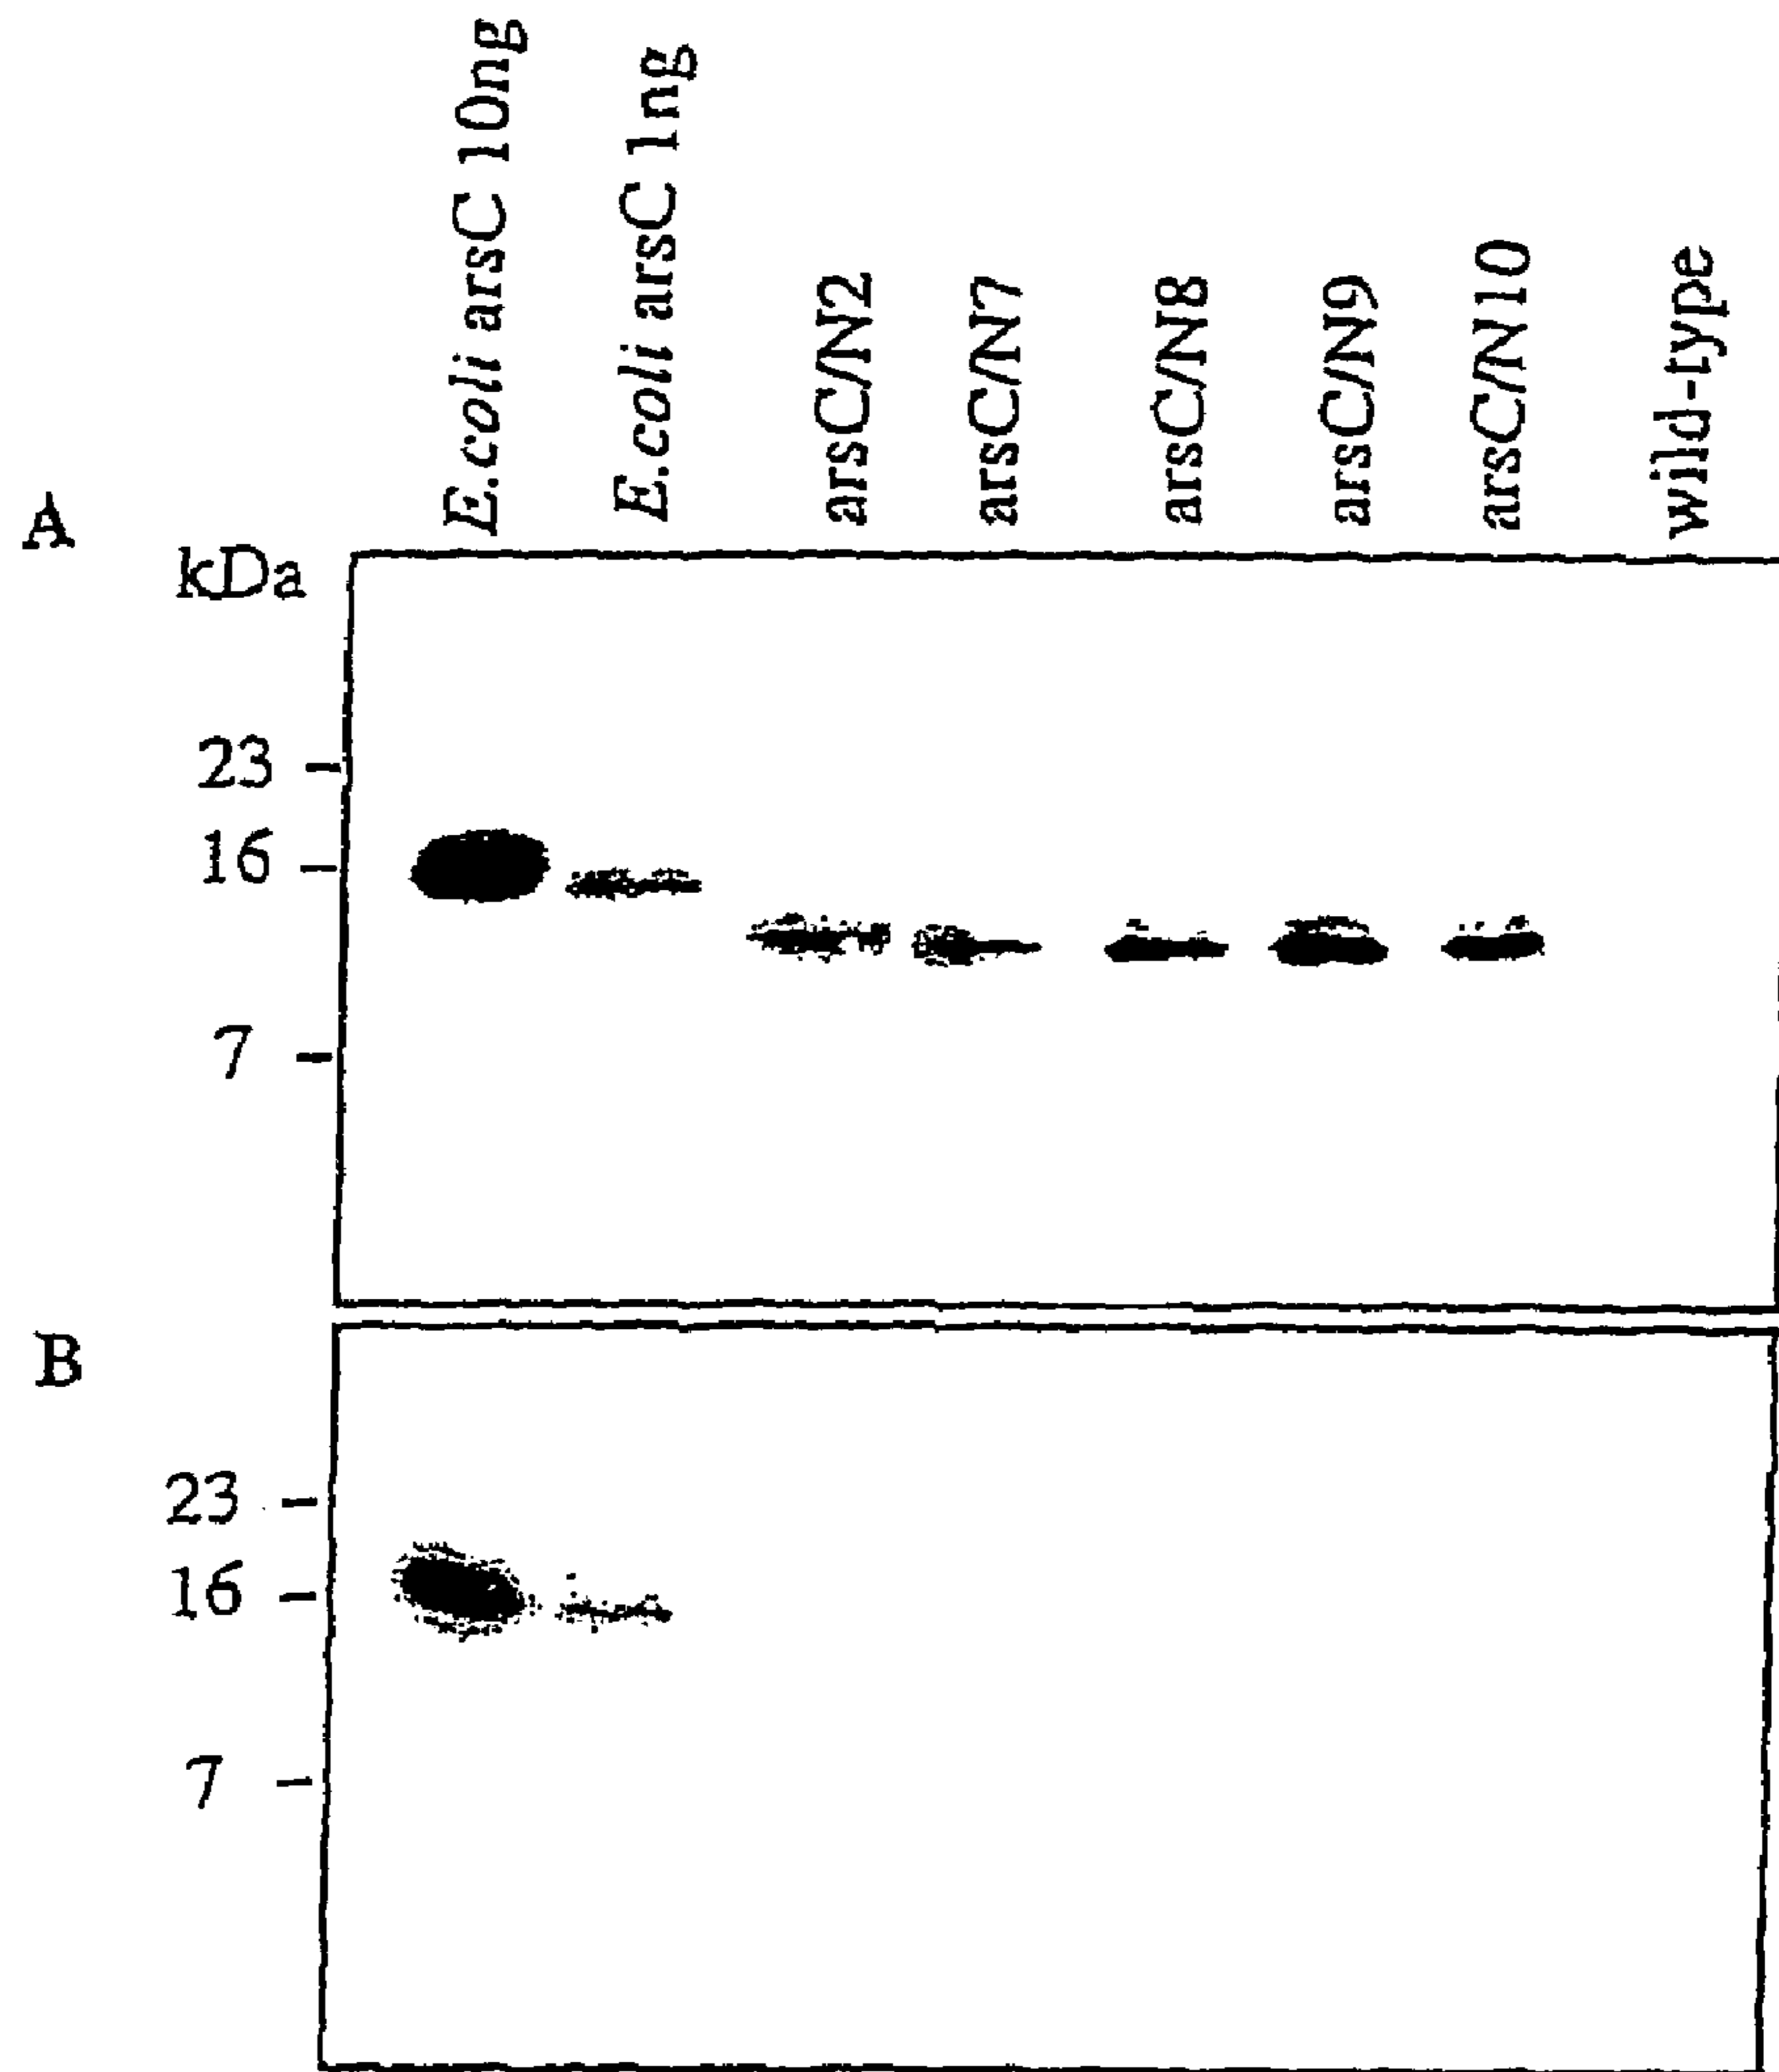 E.coli arsC 10ng
E.coli arsC 1ng
arsC/N2
arsC/N7
arsC/N8
arsC/N9
arsC/N10
wild-type
A
kDa
23
16
7
B
23
16
7